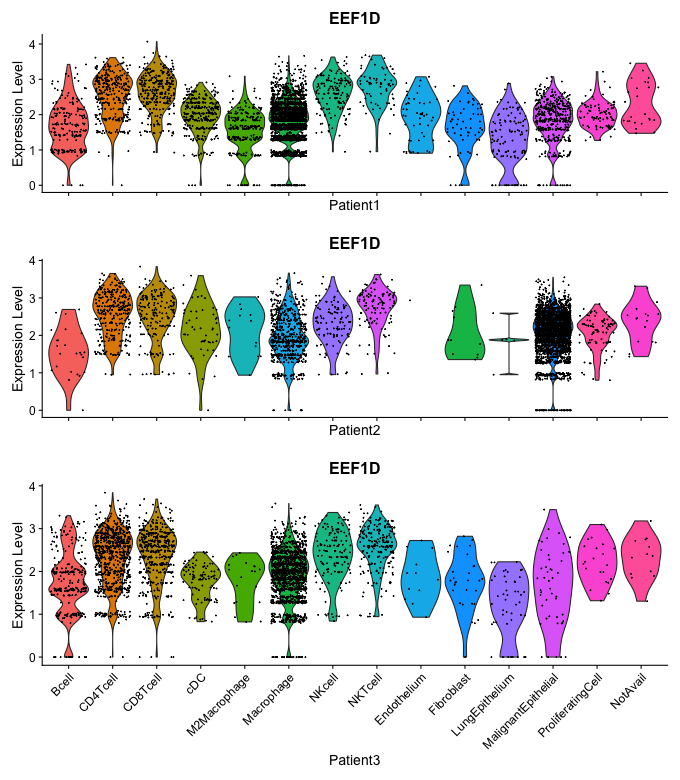 EEF1D
Expression Level
4
3
2
1
0
Patient1
EEF1D
Expression Level
4
3
2
1
0
Patient2
EEF1D
Expression Level
4
3
2
1
0
Bcell
CD4Tcell
CD8Tcell
cDC
M2Macrophage
Macrophage
NKcell
NKTcell
Endothelium
Fibroblast
LungEpithelium
MalignantEpithelial
ProliferatingCell
NotAvail
Patient3